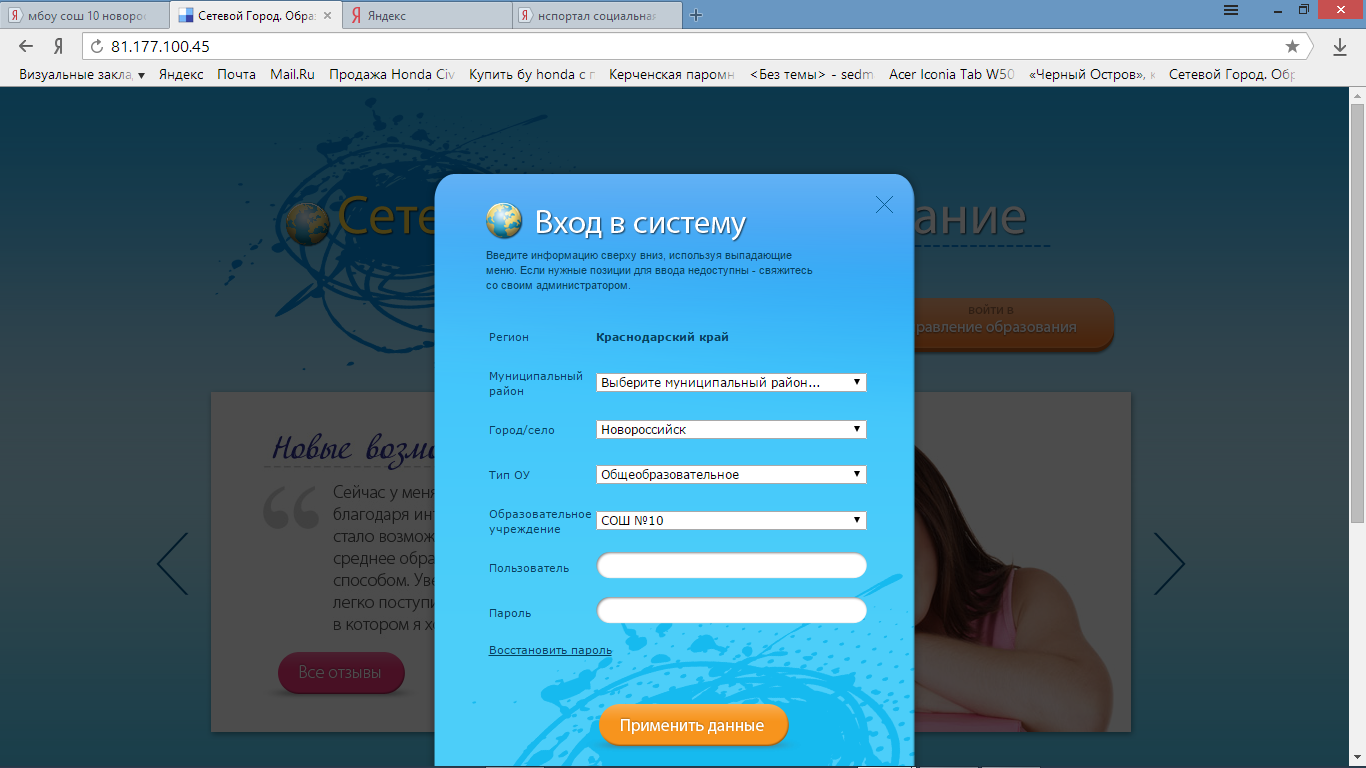 мбоу сош 10 новорос
Сетевой Город. Обра
Яндекс
нспортал социальная
81.177.100.45
Визуальные закла Яндекс Почта Mail.Ru Продажа Honda Civ Купить бу honda с п Керченская паромн <Без темы> - sedm Acer Iconia Tab W50 «Черный Остров», к Сетевой Город. Обр
Сете
ание
Вход в систему
Введите информацию сверху вниз, используя выпадающие
меню. Если нужные позиции для ввода недоступны - свяжитесь
со своим администратором.
ВОЙТИ В
равление образования
Регион Краснодарский край
Муниципальный
район
Выберите муниципальный район...
Город/село Новороссийск
Тип ОУ Общеобразовательное
Образовательное
учреждение
СОШ №10
Пользователь
Пароль
Восстановить пароль
Применить данные
Новые возмо
Сейчас у меня
благодаря инт
стало возмож
среднее обра
способом. Уве
легко поступи
в котором я х
Все отзывы